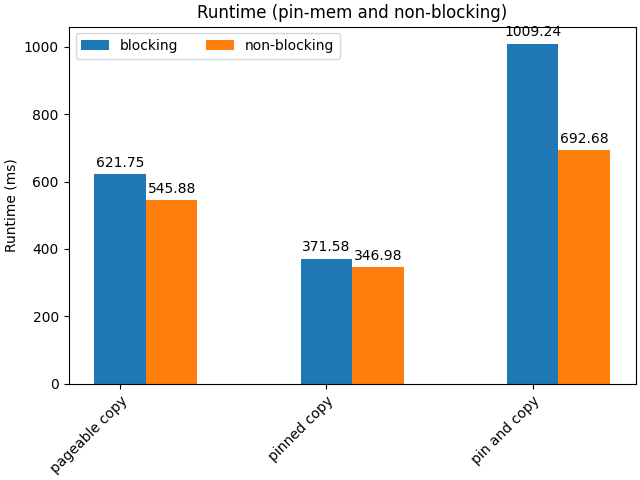 Runtime (pin-mem and non-blocking)
blocking
non-blocking
Runtime (ms)
1000
800
600
400
200
0
621.75
545.88
371.58
346.98
1009.24
692.68
pageable copy
pinned copy
pin and copy